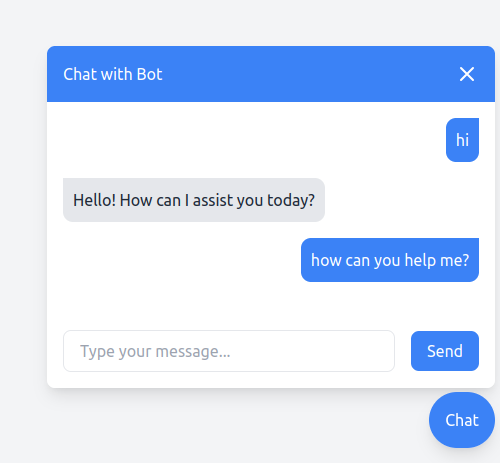 Chat with Bot
hi
Hello! How can I assist you today?
how can you help me?
Type your message...
Send
Chat